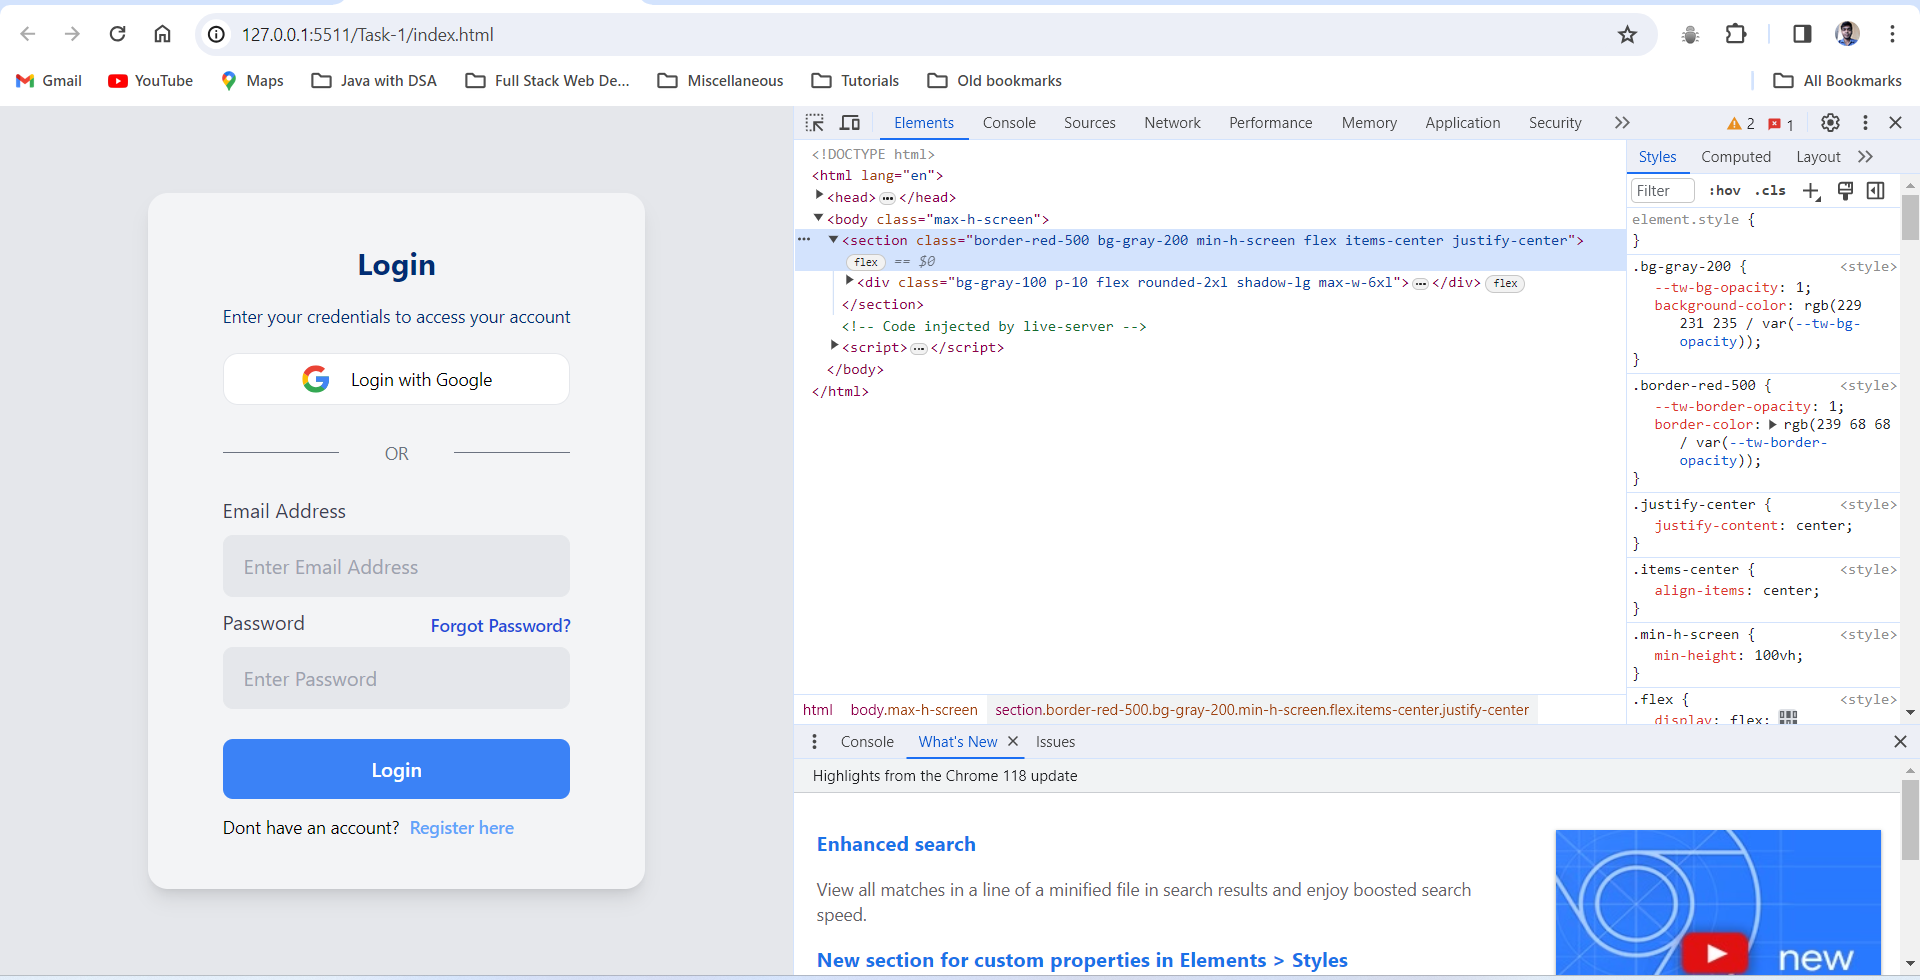 127.0.0.1:5511/Task-1/index.html
Gmail YouTube Maps Java with DSA Full Stack Web De... Miscellaneous Tutorials Old bookmarks All Bookmarks
Login
Enter your credentials to access your account
Login with Google
OR
Email Address
Enter Email Address
Password Forgot Password?
Enter Password
Login
Dont have an account? Register here
Elements Console Sources Network Performance Memory Application Security 2 1
<!DOCTYPE html>
<html lang="en">
<head> ••• </head>
<body class="max-h-screen">
••• <section class="border-red-500 bg-gray-200 min-h-screen flex items-center justify-center">
flex == $0
<div class="bg-gray-100 p-10 flex rounded-2xl shadow-lg max-w-6xl"> ••• </div> flex
</section>
<!-- Code injected by live-server -->
<script> ••• </script>
</body>
</html>
html body.max-h-screen section.border-red-500.bg-gray-200.min-h-screen.flex.items-center.justify-center
Styles Computed Layout
Filter :hov .cls
element.style {
}
.bg-gray-200 { <style>
--tw-bg-opacity: 1;
background-color: rgb(229
231 235 / var(--tw-bg-
opacity));
}
.border-red-500 { <style>
--tw-border-opacity: 1;
border-color: rgb(239 68 68
/ var(--tw-border-
opacity));
}
.justify-center { <style>
justify-content: center;
}
.items-center { <style>
align-items: center;
}
.min-h-screen { <style>
min-height: 100vh;
}
.flex { <style>
display: flex;
Console What's New Issues
Highlights from the Chrome 118 update
Enhanced search
View all matches in a line of a minified file in search results and enjoy boosted search
speed.
New section for custom properties in Elements > Styles
new